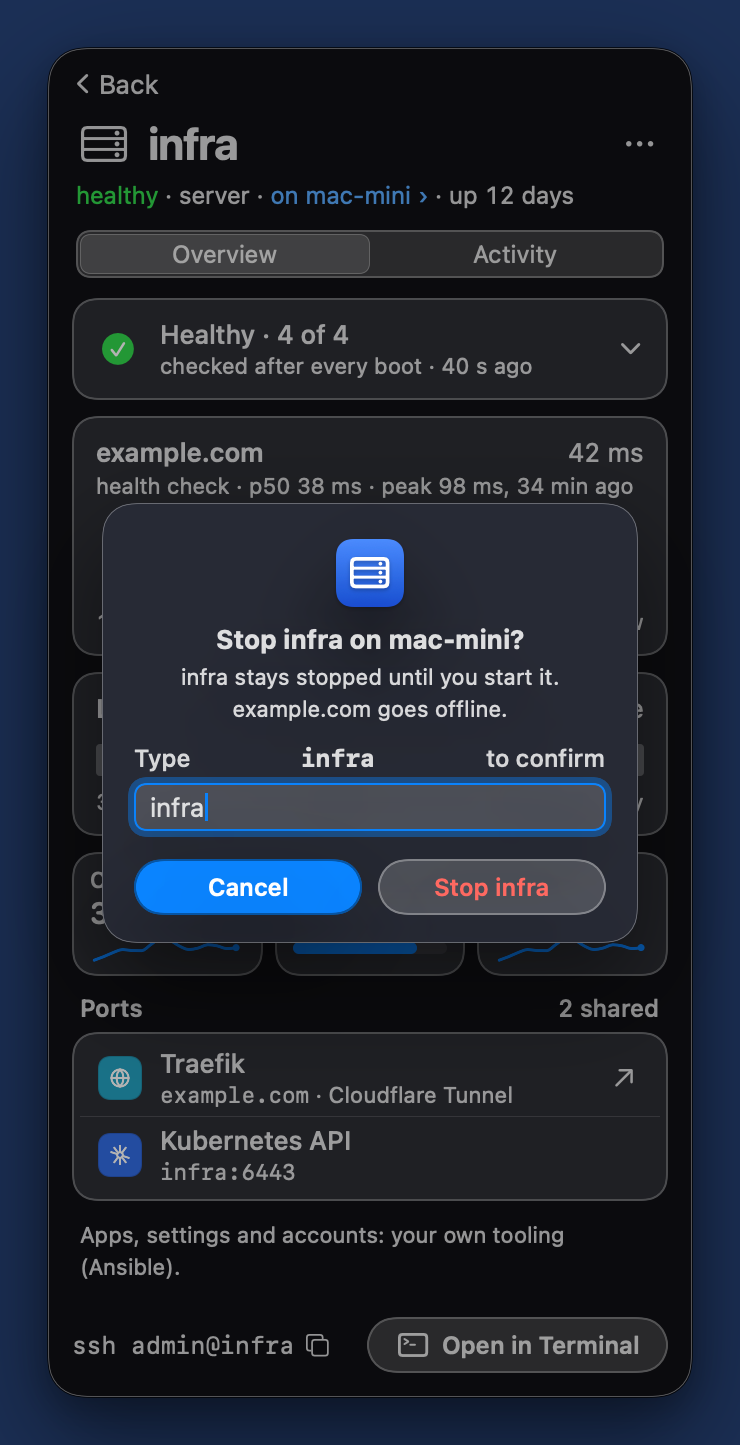 Back
infra
healthy · server · on mac-mini › · up 12 days
Overview
Activity
Healthy · 4 of 4
checked after every boot · 40 s ago
example.com
42 ms
health check · p50 38 ms · peak 98 ms, 34 min ago
Stop infra on mac-mini?
infra stays stopped until you start it.
example.com goes offline.
Type infra to confirm
infra
Cancel
Stop infra
Ports
2 shared
Traefik
example.com · Cloudflare Tunnel
Kubernetes API
infra:6443
Apps, settings and accounts: your own tooling
(Ansible).
ssh admin@infra
Open in Terminal